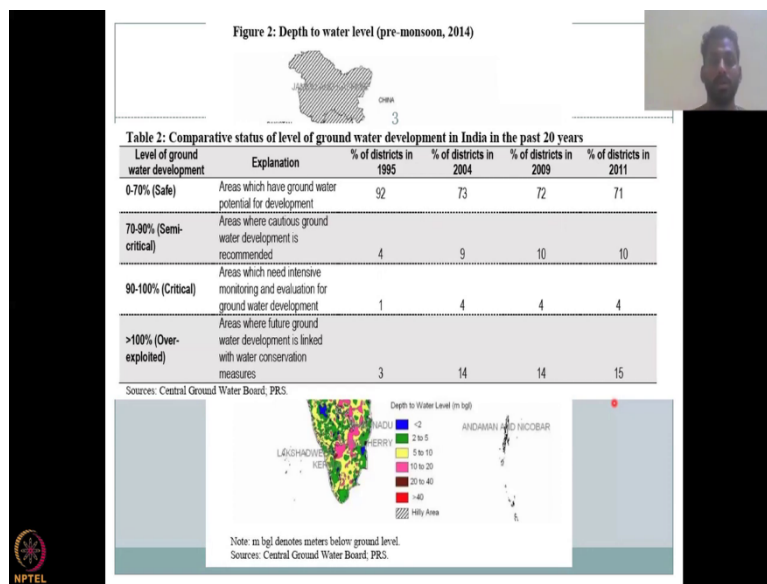 Figure 2: Depth to water level (pre-monsoon, 2014)
CHINA
3
Table 2: Comparative status of level of ground water development in India in the past 20 years
Level of ground water development Explanation % of districts in 1995 % of districts in 2004 % of districts in 2009 % of districts in 2011
0-70% (Safe) Areas which have ground water potential for development 92 73 72 71
70-90% (Semi-critical) Areas where cautious ground water development is recommended 4 9 10 10
90-100% (Critical) Areas which need intensive monitoring and evaluation for ground water development 1 4 4 4
>100% (Over-exploited) Areas where future ground water development is linked with water conservation measures 3 14 14 15
Sources: Central Ground Water Board; PRS.
Depth to Water Level (m bgl)
<2
2 to 5
5 to 10
10 to 20
20 to 40
>40
Hilly Area
ANDAMAN AND NICOBAR
Note: m bgl denotes meters below ground level.
Sources: Central Ground Water Board; PRS.
NPTEL